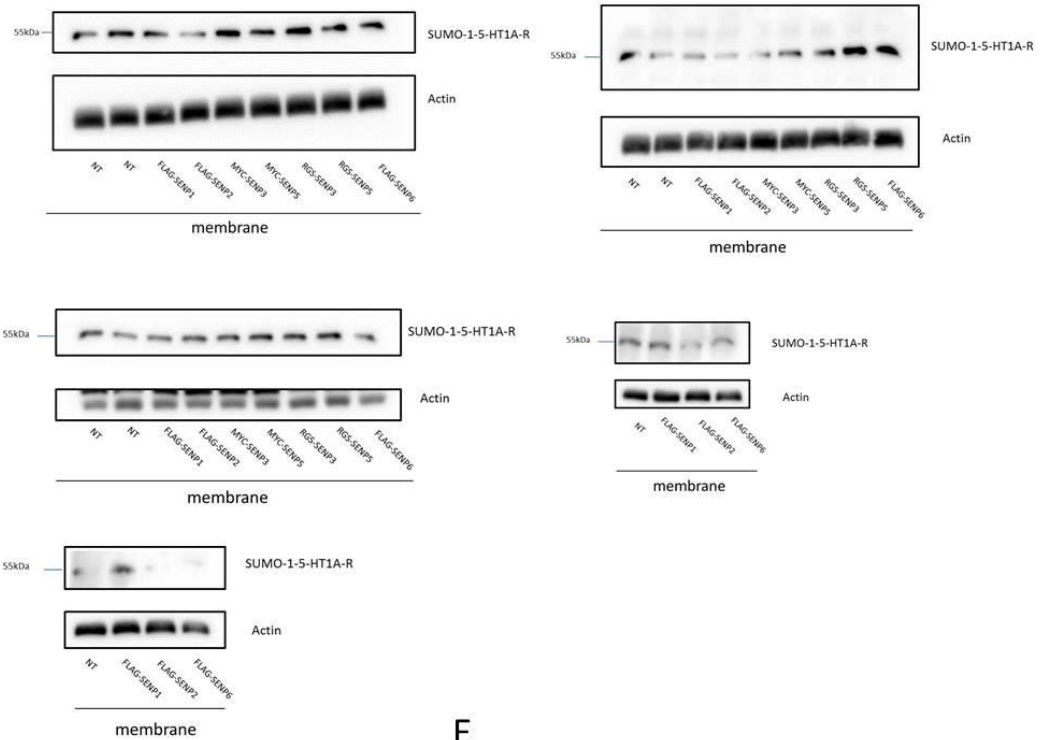 55kDa
SUMO-1-5-HT1A-R
Actin
NT
NT
FLAG-SENP1
FLAG-SENP2
MYC-SENP3
MYC-SENP5
RGS-SENP3
RGS-SENP5
FLAG-SENP6
membrane
55kDa
SUMO-1-5-HT1A-R
Actin
NT
NT
FLAG-SENP1
FLAG-SENP2
MYC-SENP3
MYC-SENP5
RGS-SENP3
RGS-SENP5
FLAG-SENP6
membrane
55kDa
SUMO-1-5-HT1A-R
Actin
NT
NT
FLAG-SENP1
FLAG-SENP2
MYC-SENP3
MYC-SENP5
RGS-SENP3
RGS-SENP5
FLAG-SENP6
membrane
55kDa
SUMO-1-5-HT1A-R
Actin
NT
FLAG-SENP1
FLAG-SENP2
FLAG-SENP6
membrane
55kDa
SUMO-1-5-HT1A-R
Actin
NT
FLAG-SENP1
FLAG-SENP2
FLAG-SENP6
membrane